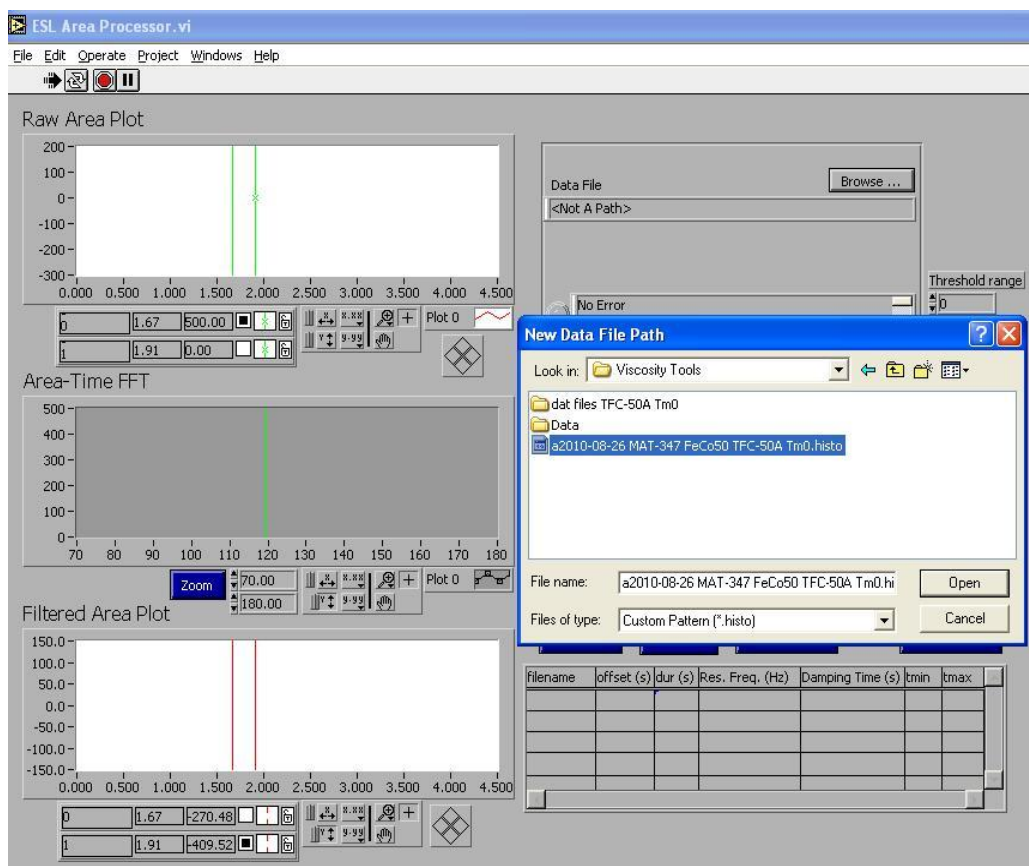 ESL Area Processor.vi
File Edit Operate Project Windows Help
Raw Area Plot
200
100
0
-100
-200
-300
0.000 0.500 1.000 1.500 2.000 2.500 3.000 3.500 4.000 4.500
0 1.67 500.00 x.xx Plot 0
1 1.91 0.00 y.yy
Area-Time FFT
500
400
300
200
100
0
70 80 90 100 110 120 130 140 150 160 170 180
Zoom 70.00 x.xx Plot 0
180.00 y.yy
Filtered Area Plot
150.0
100.0
50.0
0.0
-50.0
-100.0
-150.0
0.000 0.500 1.000 1.500 2.000 2.500 3.000 3.500 4.000 4.500
0 1.67 -270.48 x.xx
1 1.91 -409.52 y.yy
Data File Browse ...
<Not A Path>
Threshold range
No Error 0
New Data File Path
Look in: Viscosity Tools
dat files TFC-50A Tm0
Data
a2010-08-26 MAT-347 FeCo50 TFC-50A Tm0.histo
File name: a2010-08-26 MAT-347 FeCo50 TFC-50A Tm0.hi Open
Files of type: Custom Pattern (*.histo) Cancel
filename offset (s) dur (s) Res. Freq. (Hz) Damping Time (s) tmin tmax